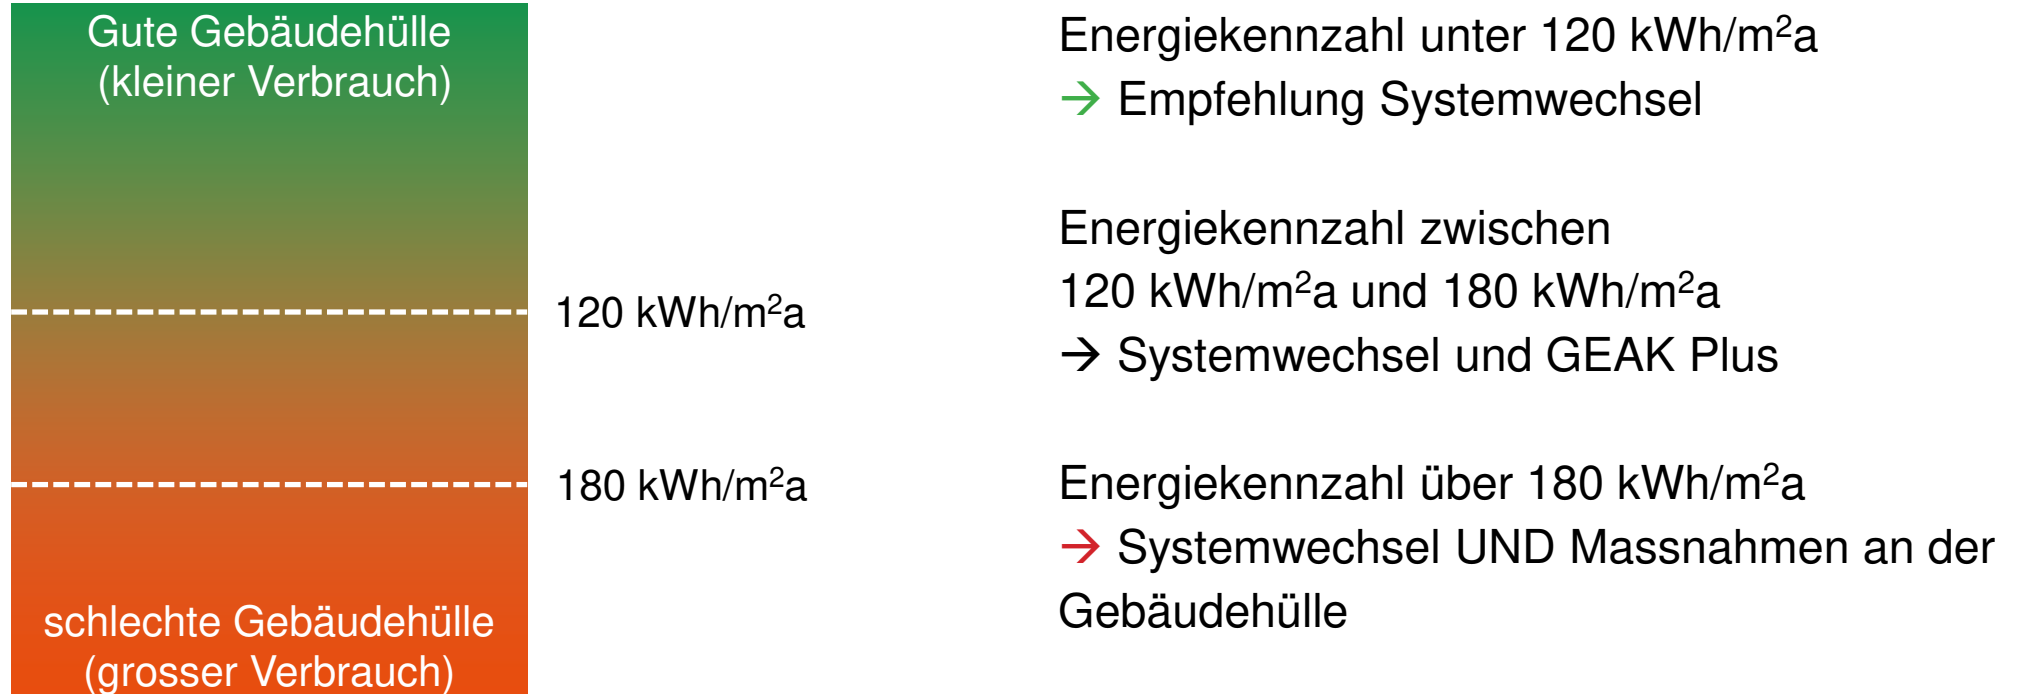 Gute Gebäudehülle
(kleiner Verbrauch)
120 kWh/m²a
180 kWh/m²a
schlechte Gebäudehülle
(grosser Verbrauch)
Energiekennzahl unter 120 kWh/m²a
→ Empfehlung Systemwechsel
Energiekennzahl zwischen
120 kWh/m²a und 180 kWh/m²a
→ Systemwechsel und GEAK Plus
Energiekennzahl über 180 kWh/m²a
→ Systemwechsel UND Massnahmen an der
Gebäudehülle